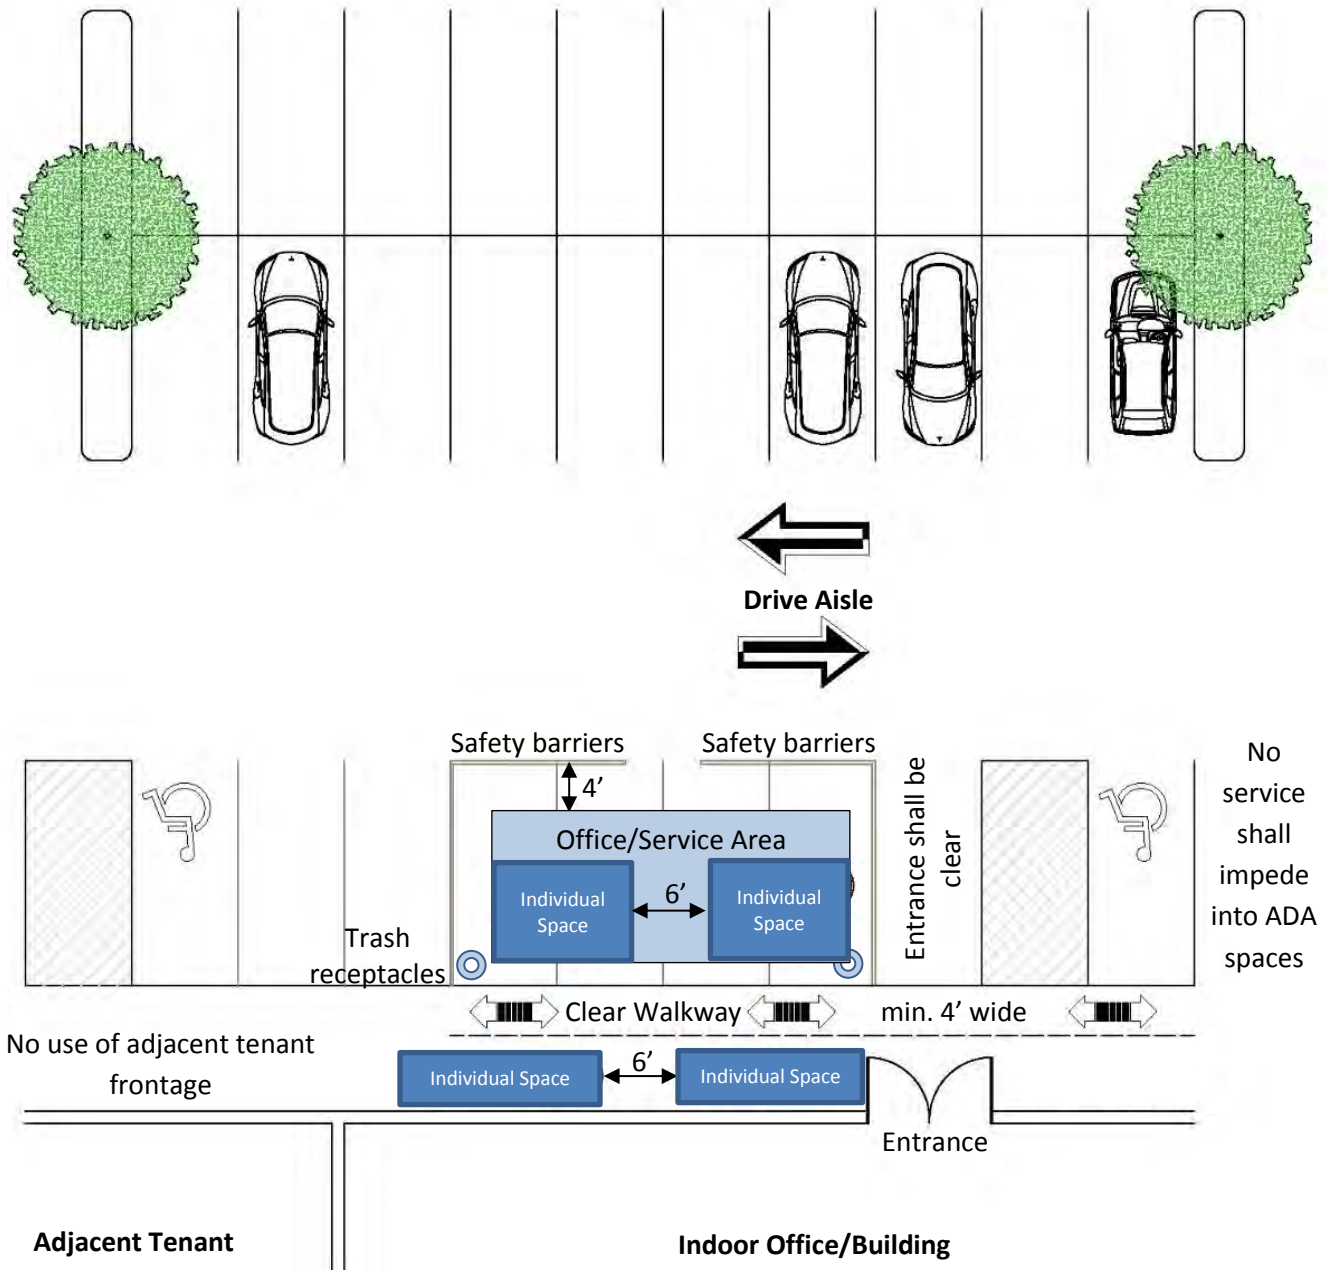 Drive Aisle
Safety barriers
Safety barriers
4’
Office/Service Area
Individual
Space
6’
Individual
Space
Entrance shall be
clear
No
service
shall
impede
into ADA
spaces
Trash
receptacles
Clear Walkway
min. 4’ wide
No use of adjacent tenant
frontage
Individual Space
6’
Individual Space
Entrance
Adjacent Tenant
Indoor Office/Building